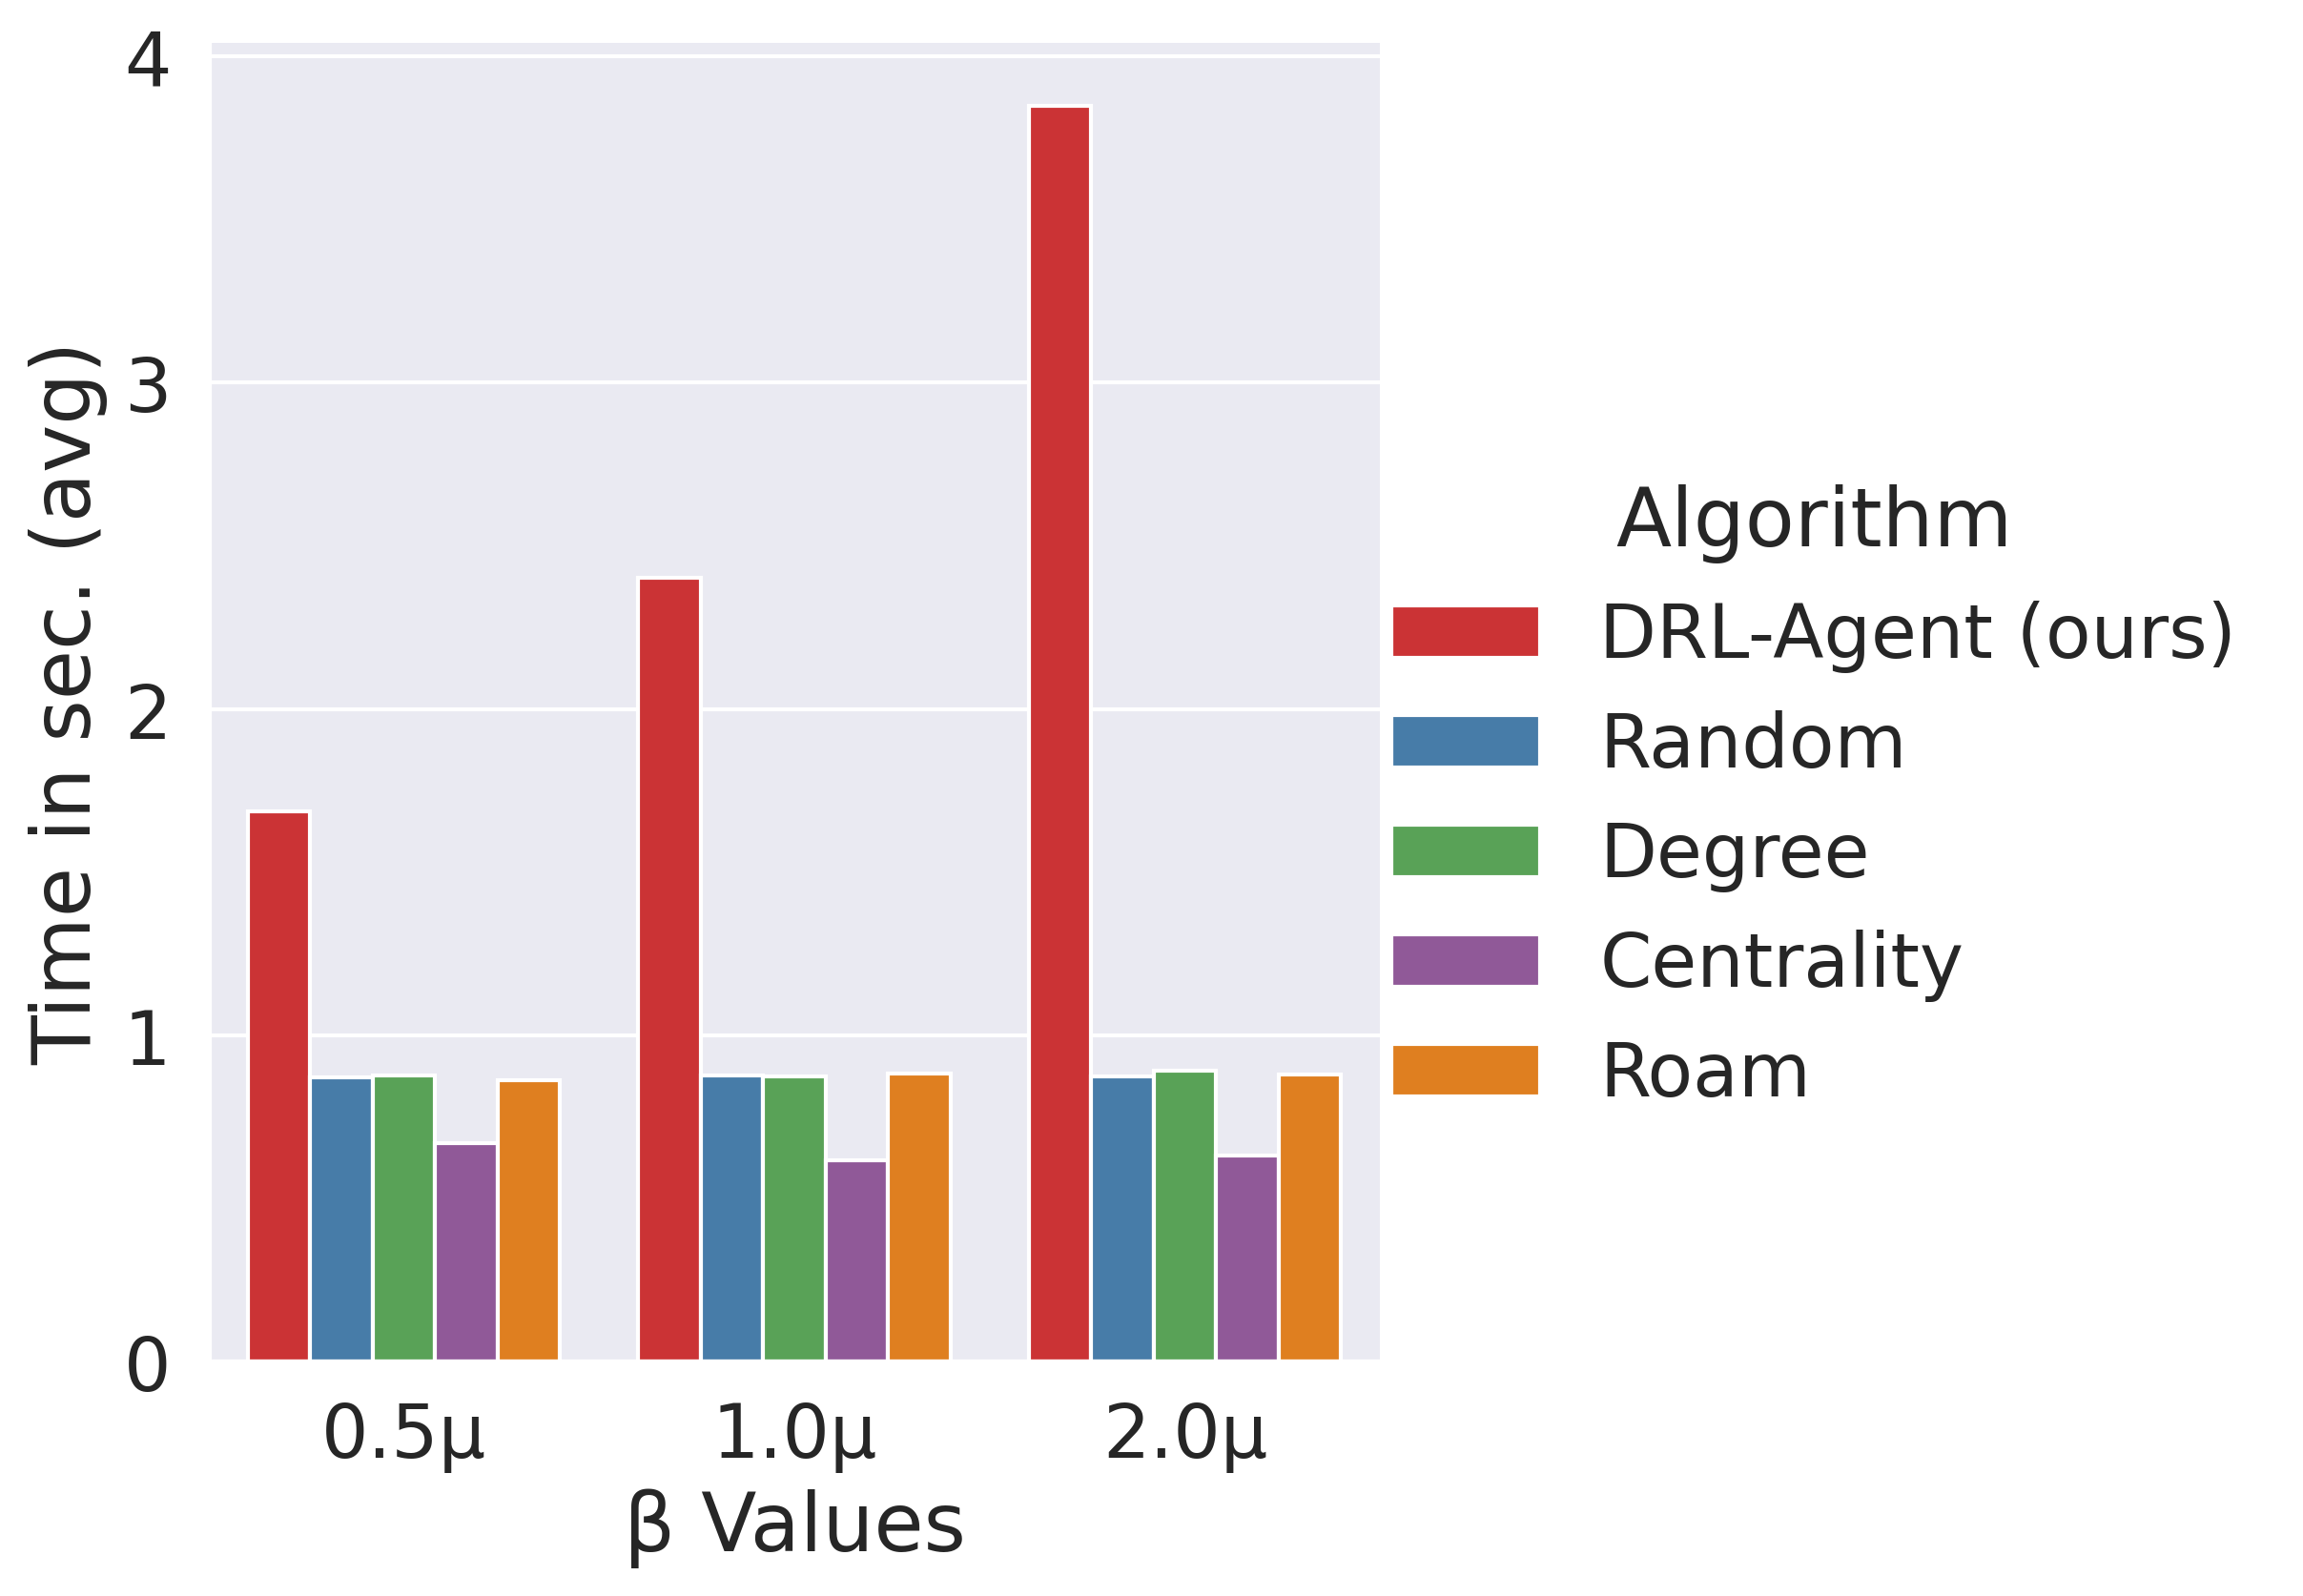 Time in sec. (avg)
4
3
2
1
0
0.5μ
1.0μ
2.0μ
β Values
Algorithm
DRL-Agent (ours)
Random
Degree
Centrality
Roam